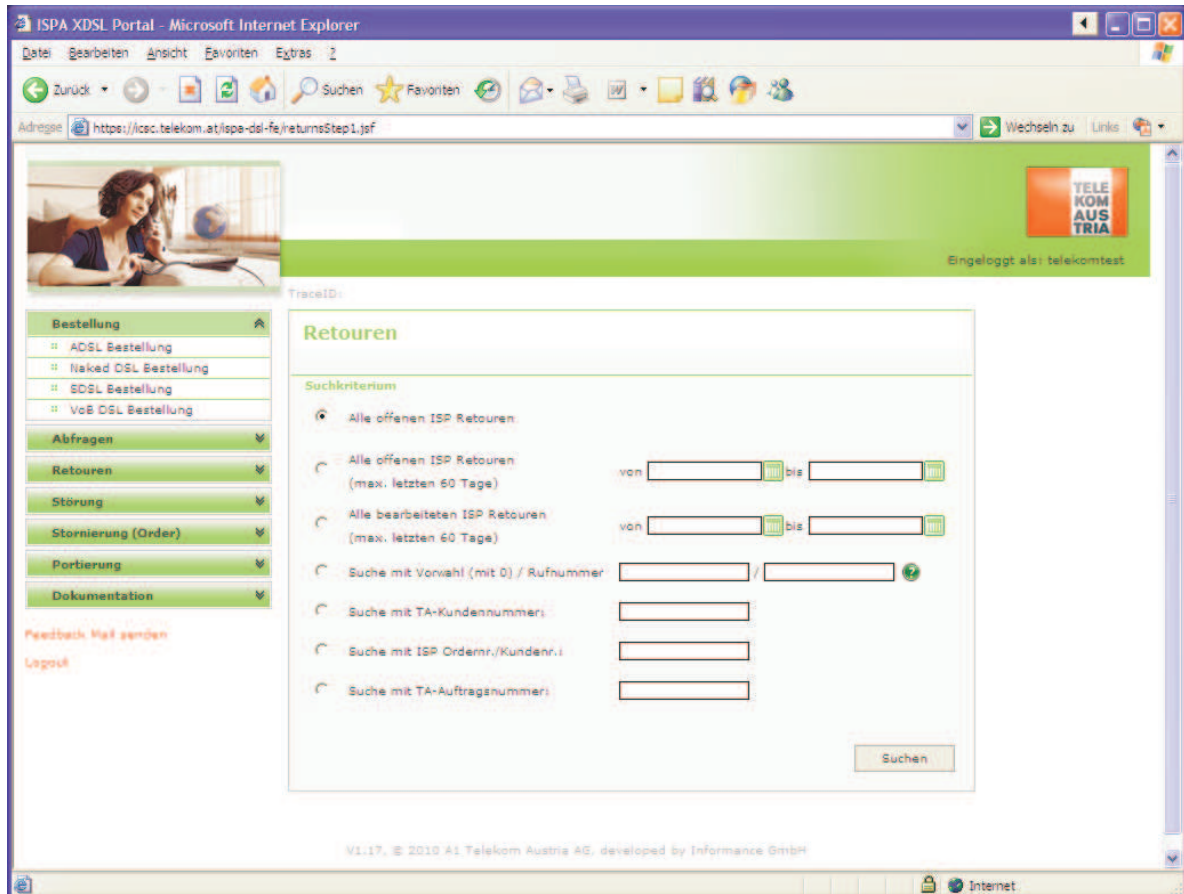 ISPA XDSL Portal - Microsoft Internet Explorer
Datei Bearbeiten Ansicht Favoriten Extras ?
Zurück Suchen Favoriten
Adresse https://icsc.telekom.at/ispa-dsl-fe/returnsStep1.jsf Wechseln zu Links
TELE
KOM
AUS
TRIA
Eingeloggt als: telekomtest
TraceID:
Bestellung
ADSL Bestellung
Naked DSL Bestellung
SDSL Bestellung
VoB DSL Bestellung
Abfragen
Retouren
Störung
Stornierung (Order)
Portierung
Dokumentation
Feedback Mail senden
Logout
Retouren
Suchkriterium
Alle offenen ISP Retouren
Alle offenen ISP Retouren
(max. letzten 60 Tage) von bis
Alle bearbeiteten ISP Retouren
(max. letzten 60 Tage) von bis
Suche mit Vorwahl (mit 0) / Rufnummer / ?
Suche mit TA-Kundennummer:
Suche mit ISP Ordernr./Kundenr.:
Suche mit TA-Auftragsnummer:
Suchen
V1.17, © 2010 A1 Telekom Austria AG, developed by Informance GmbH
Internet